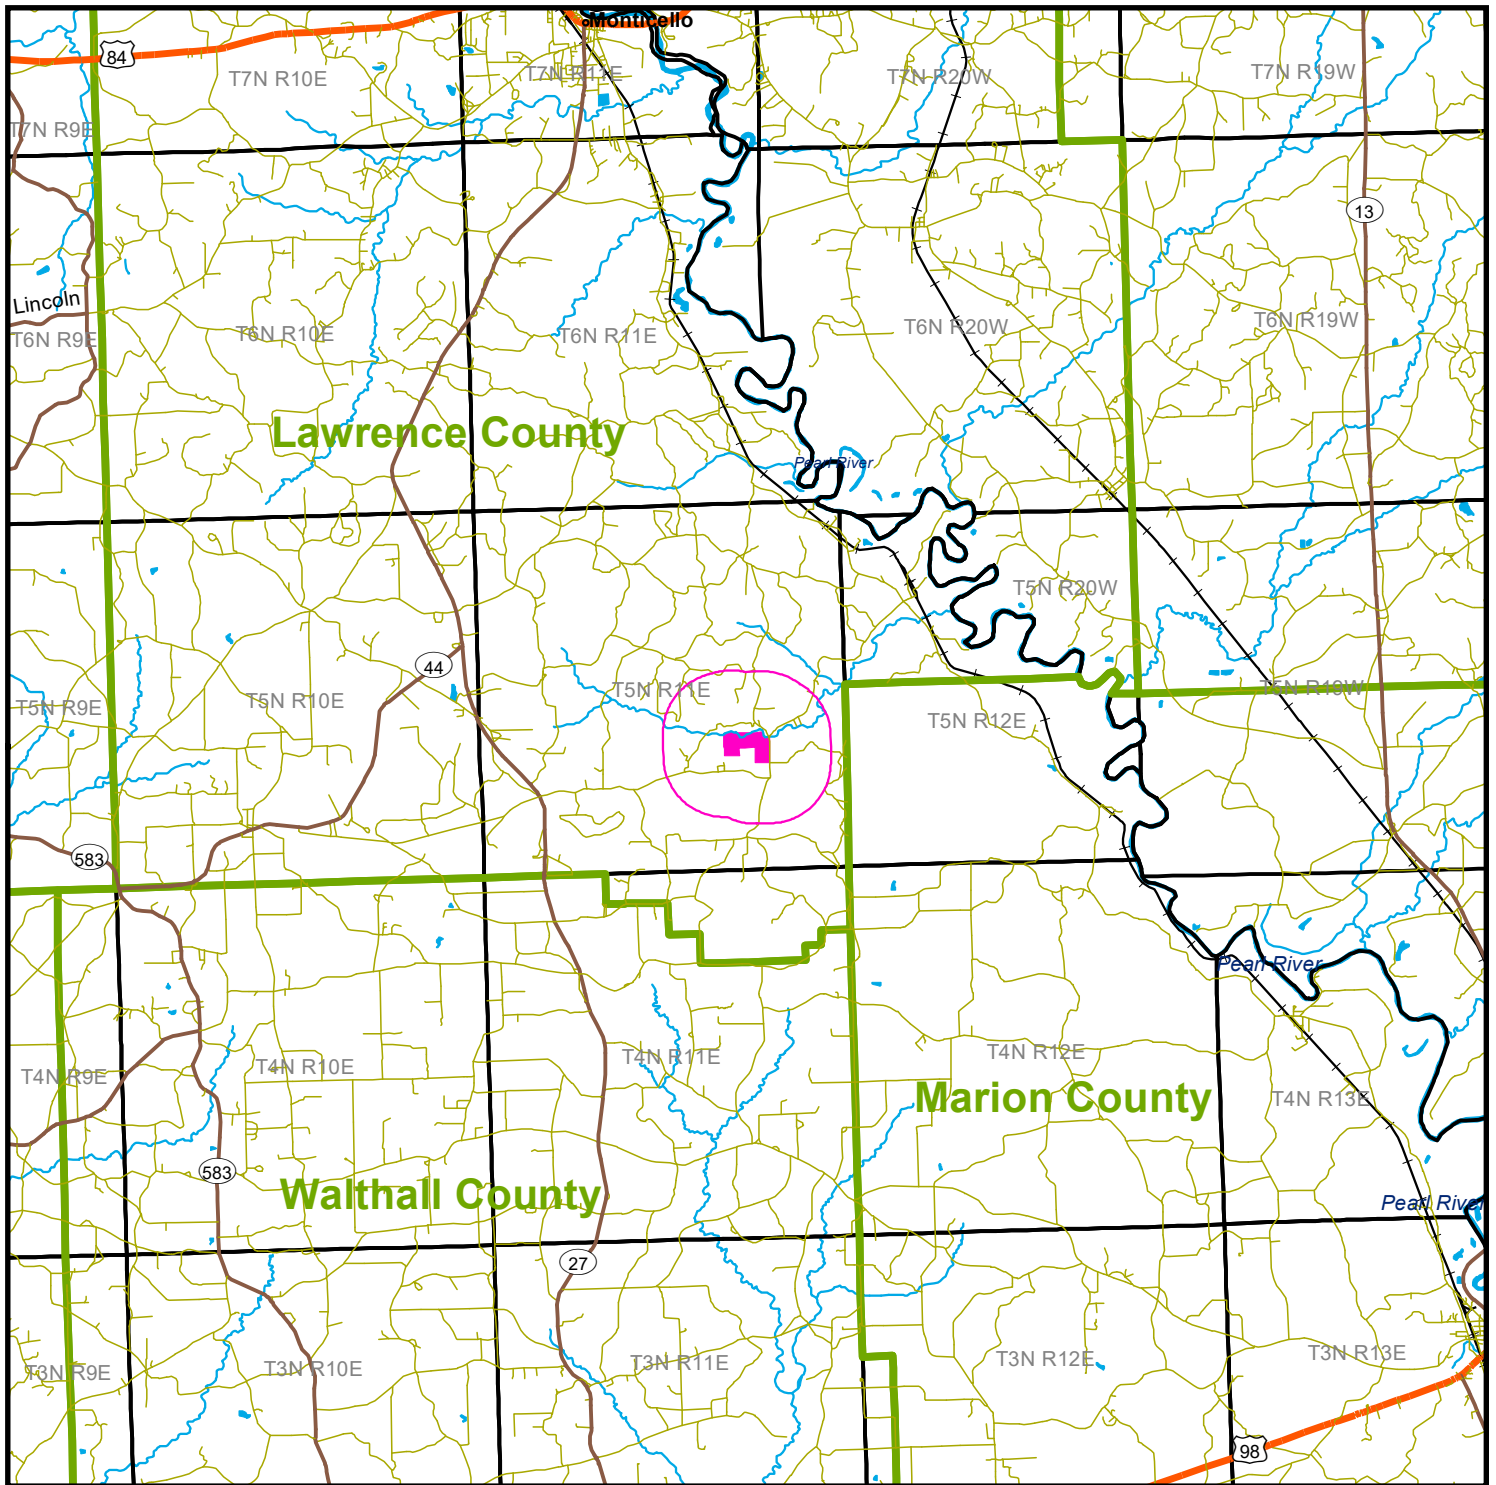 Monticello
84
T7N R10E
T7N R11E
T7N R20W
T7N R19W
T7N R9E
13
Lincoln
T6N R9E
T6N R10E
T6N R11E
T6N R20W
T6N R19W
Lawrence County
Pearl River
T5N R20W
44
T5N R9E
T5N R10E
T5N R11E
T5N R12E
T5N R19W
583
Pearl River
T4N R9E
T4N R10E
T4N R11E
T4N R12E
T4N R13E
Marion County
583
Walthall County
Pearl River
27
T3N R9E
T3N R10E
T3N R11E
T3N R12E
T3N R13E
98